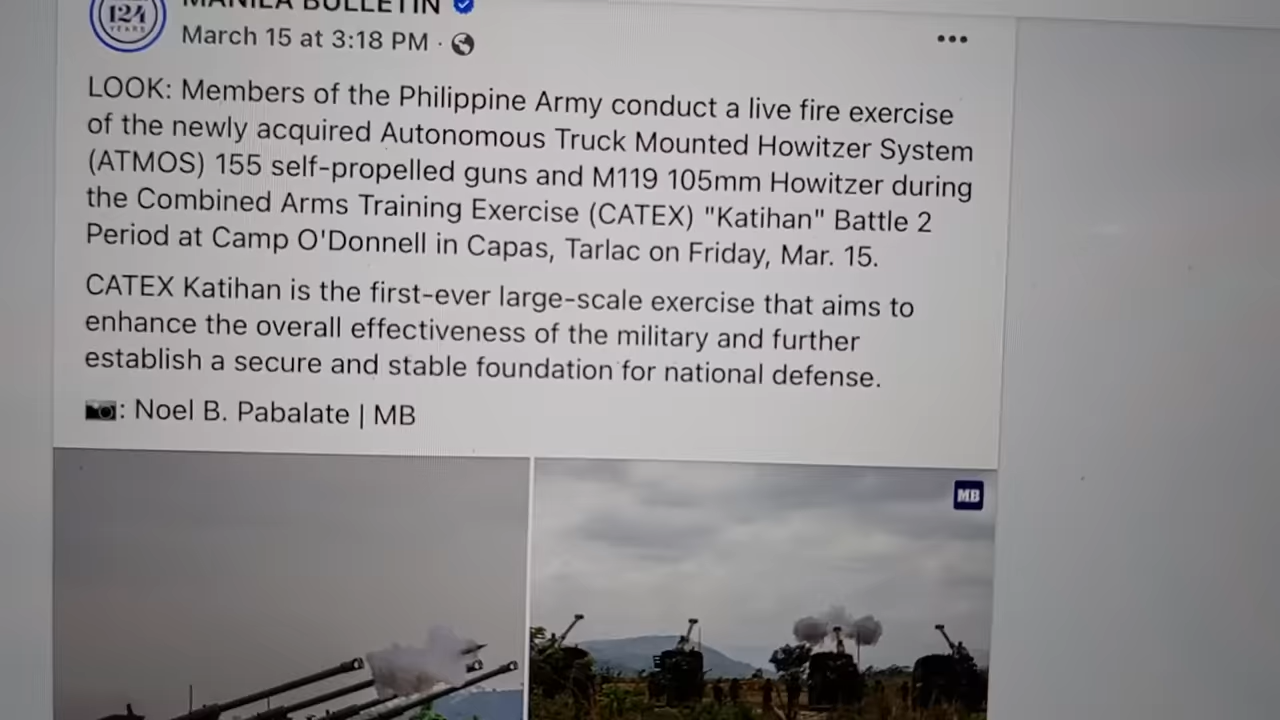 124
YEARS
MANILA BULLETIN
March 15 at 3:18 PM ·
LOOK: Members of the Philippine Army conduct a live fire exercise
of the newly acquired Autonomous Truck Mounted Howitzer System
(ATMOS) 155 self-propelled guns and M119 105mm Howitzer during
the Combined Arms Training Exercise (CATEX) "Katihan" Battle 2
Period at Camp O'Donnell in Capas, Tarlac on Friday, Mar. 15.
CATEX Katihan is the first-ever large-scale exercise that aims to
enhance the overall effectiveness of the military and further
establish a secure and stable foundation for national defense.
📷: Noel B. Pabalate | MB
MB